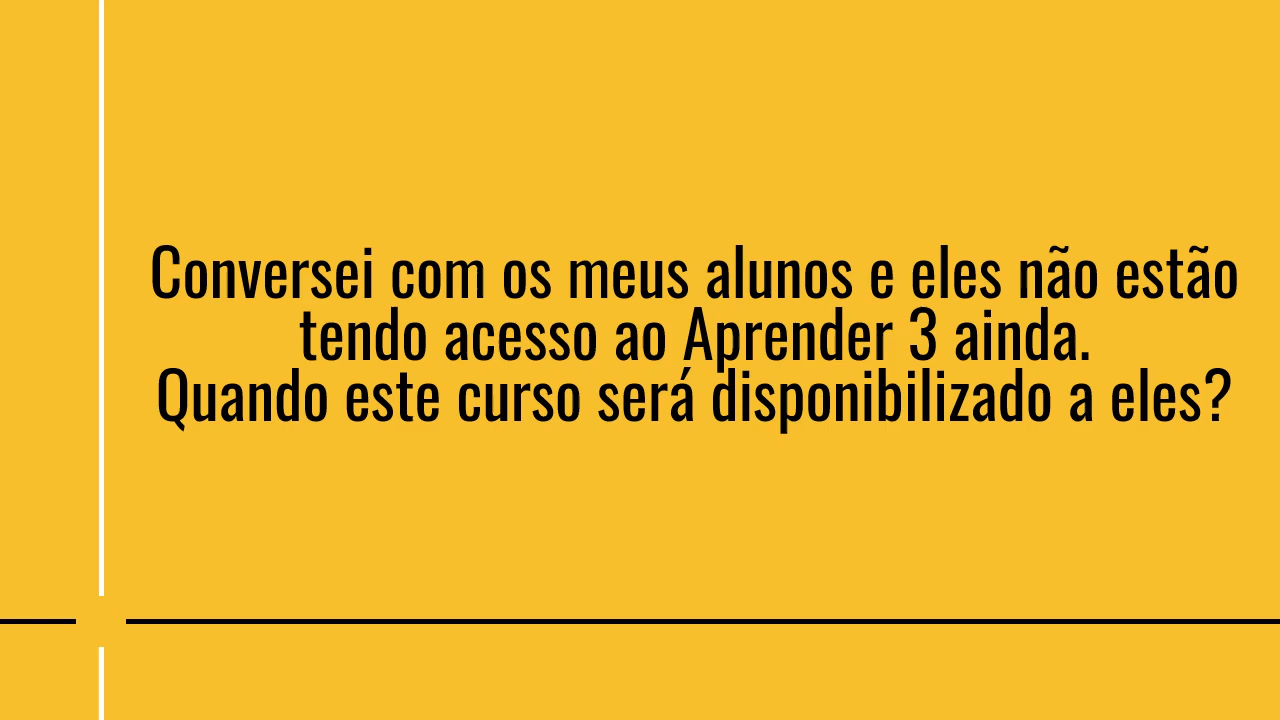 Conversei com os meus alunos e eles não estão
tendo acesso ao Aprender 3 ainda.
Quando este curso será disponibilizado a eles?